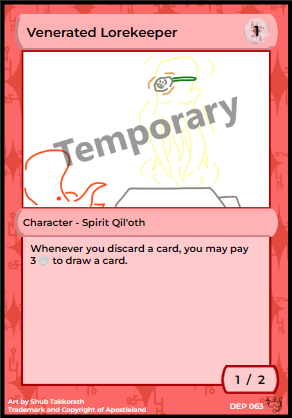 Venerated Lorekeeper
Temporary
Character - Spirit Qil'oth
Whenever you discard a card, you may pay
3 to draw a card.
1 / 2
Art by Shub Takkorath
DEP 063
Trademark and Copyright of Apostleland